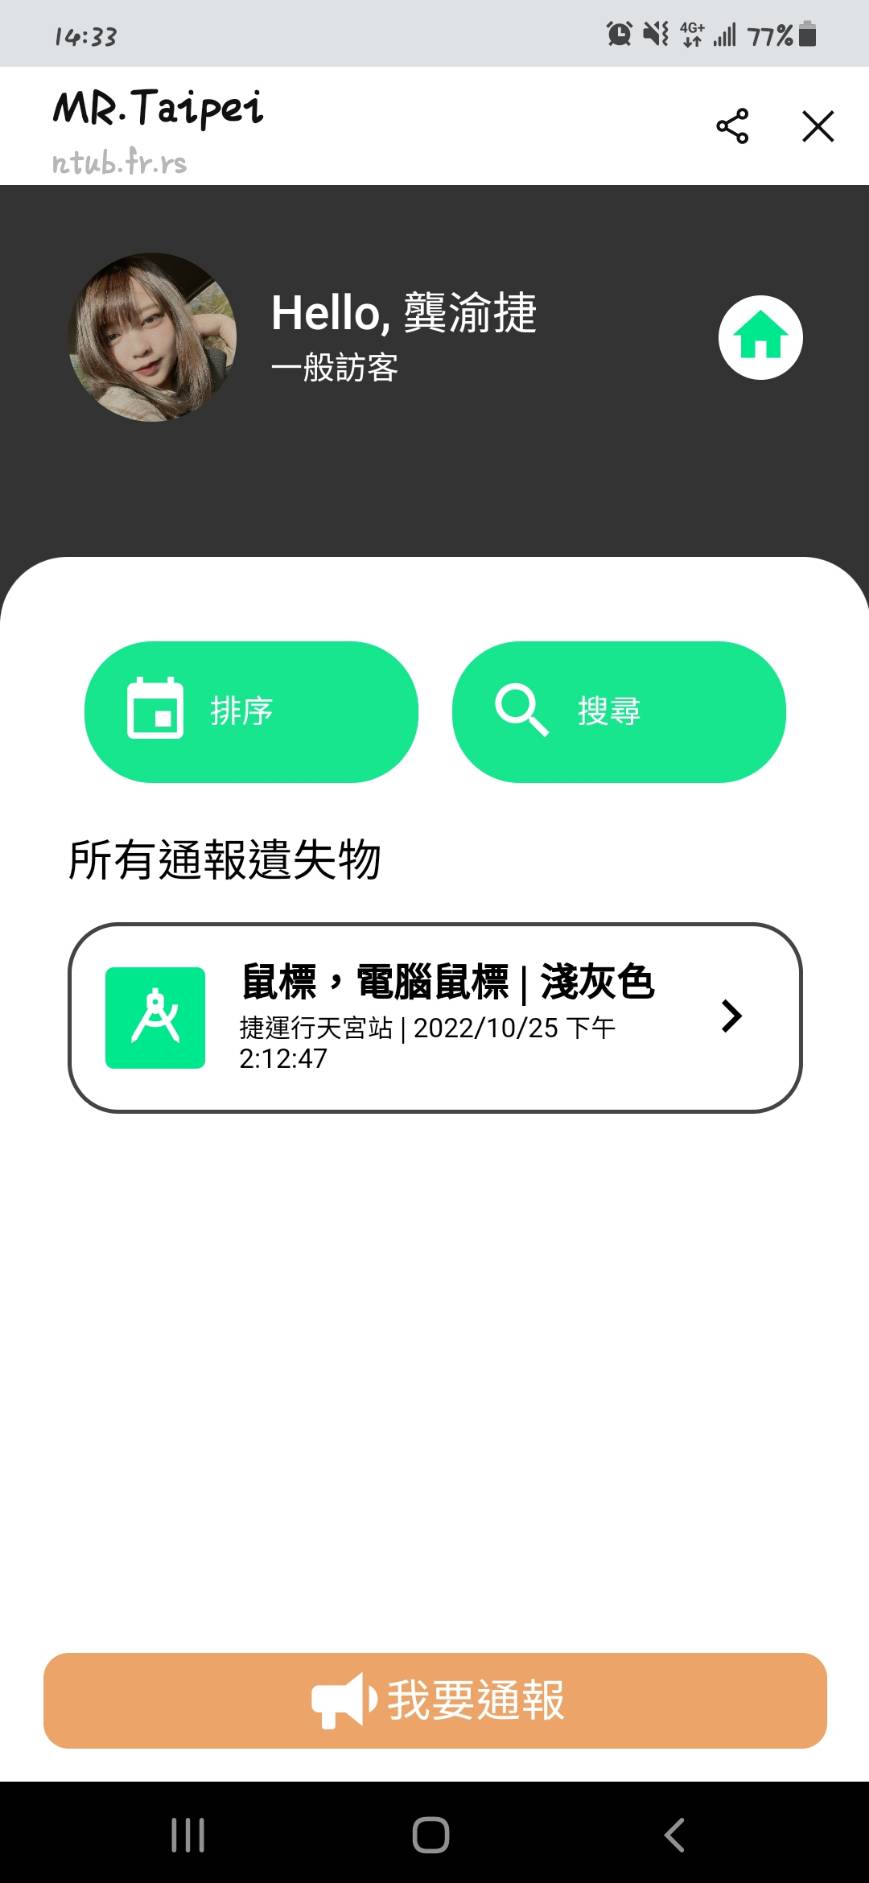 14:33
4G+ 77%
MR.Taipei
ntub.fr.rs
Hello, 龔渝捷
一般訪客
排序
搜尋
所有通報遺失物
鼠標，電腦鼠標 | 淺灰色
捷運行天宮站 | 2022/10/25 下午
2:12:47
我要通報